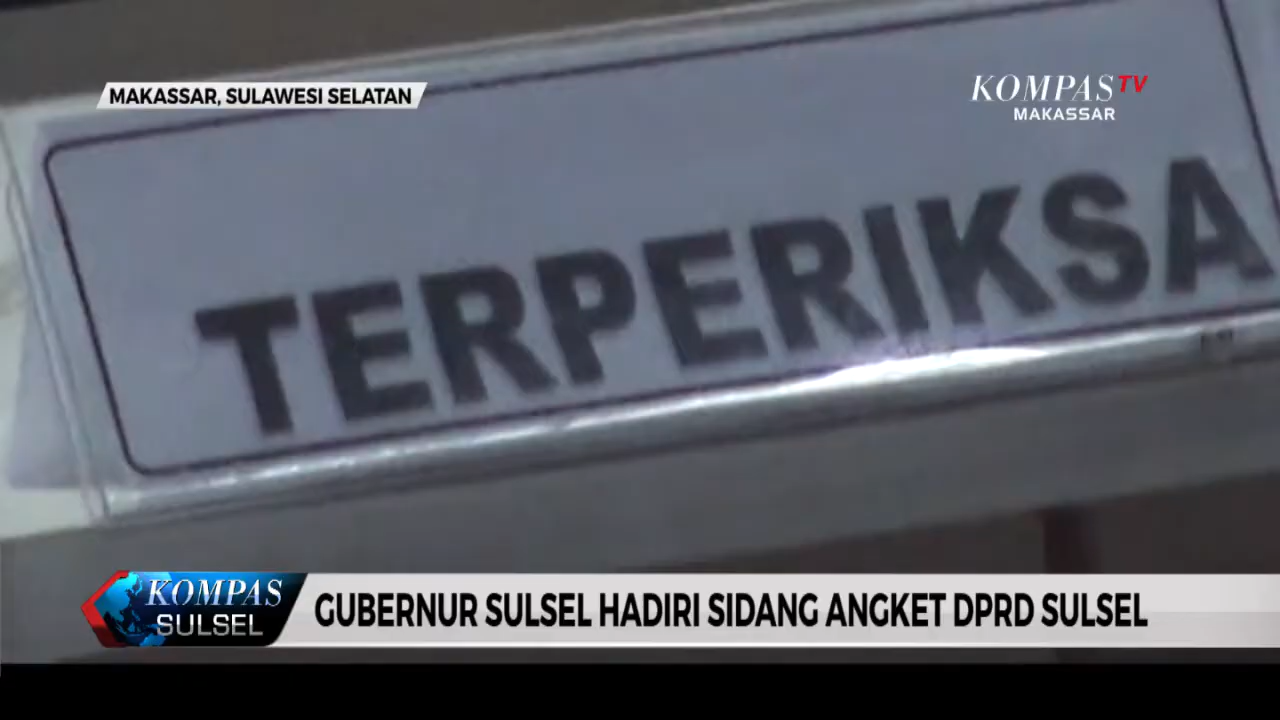 MAKASSAR, SULAWESI SELATAN
KOMPAS TV
MAKASSAR
TERPERIKSA
KOMPAS
SULSEL
GUBERNUR SULSEL HADIRI SIDANG ANGKET DPRD SULSEL